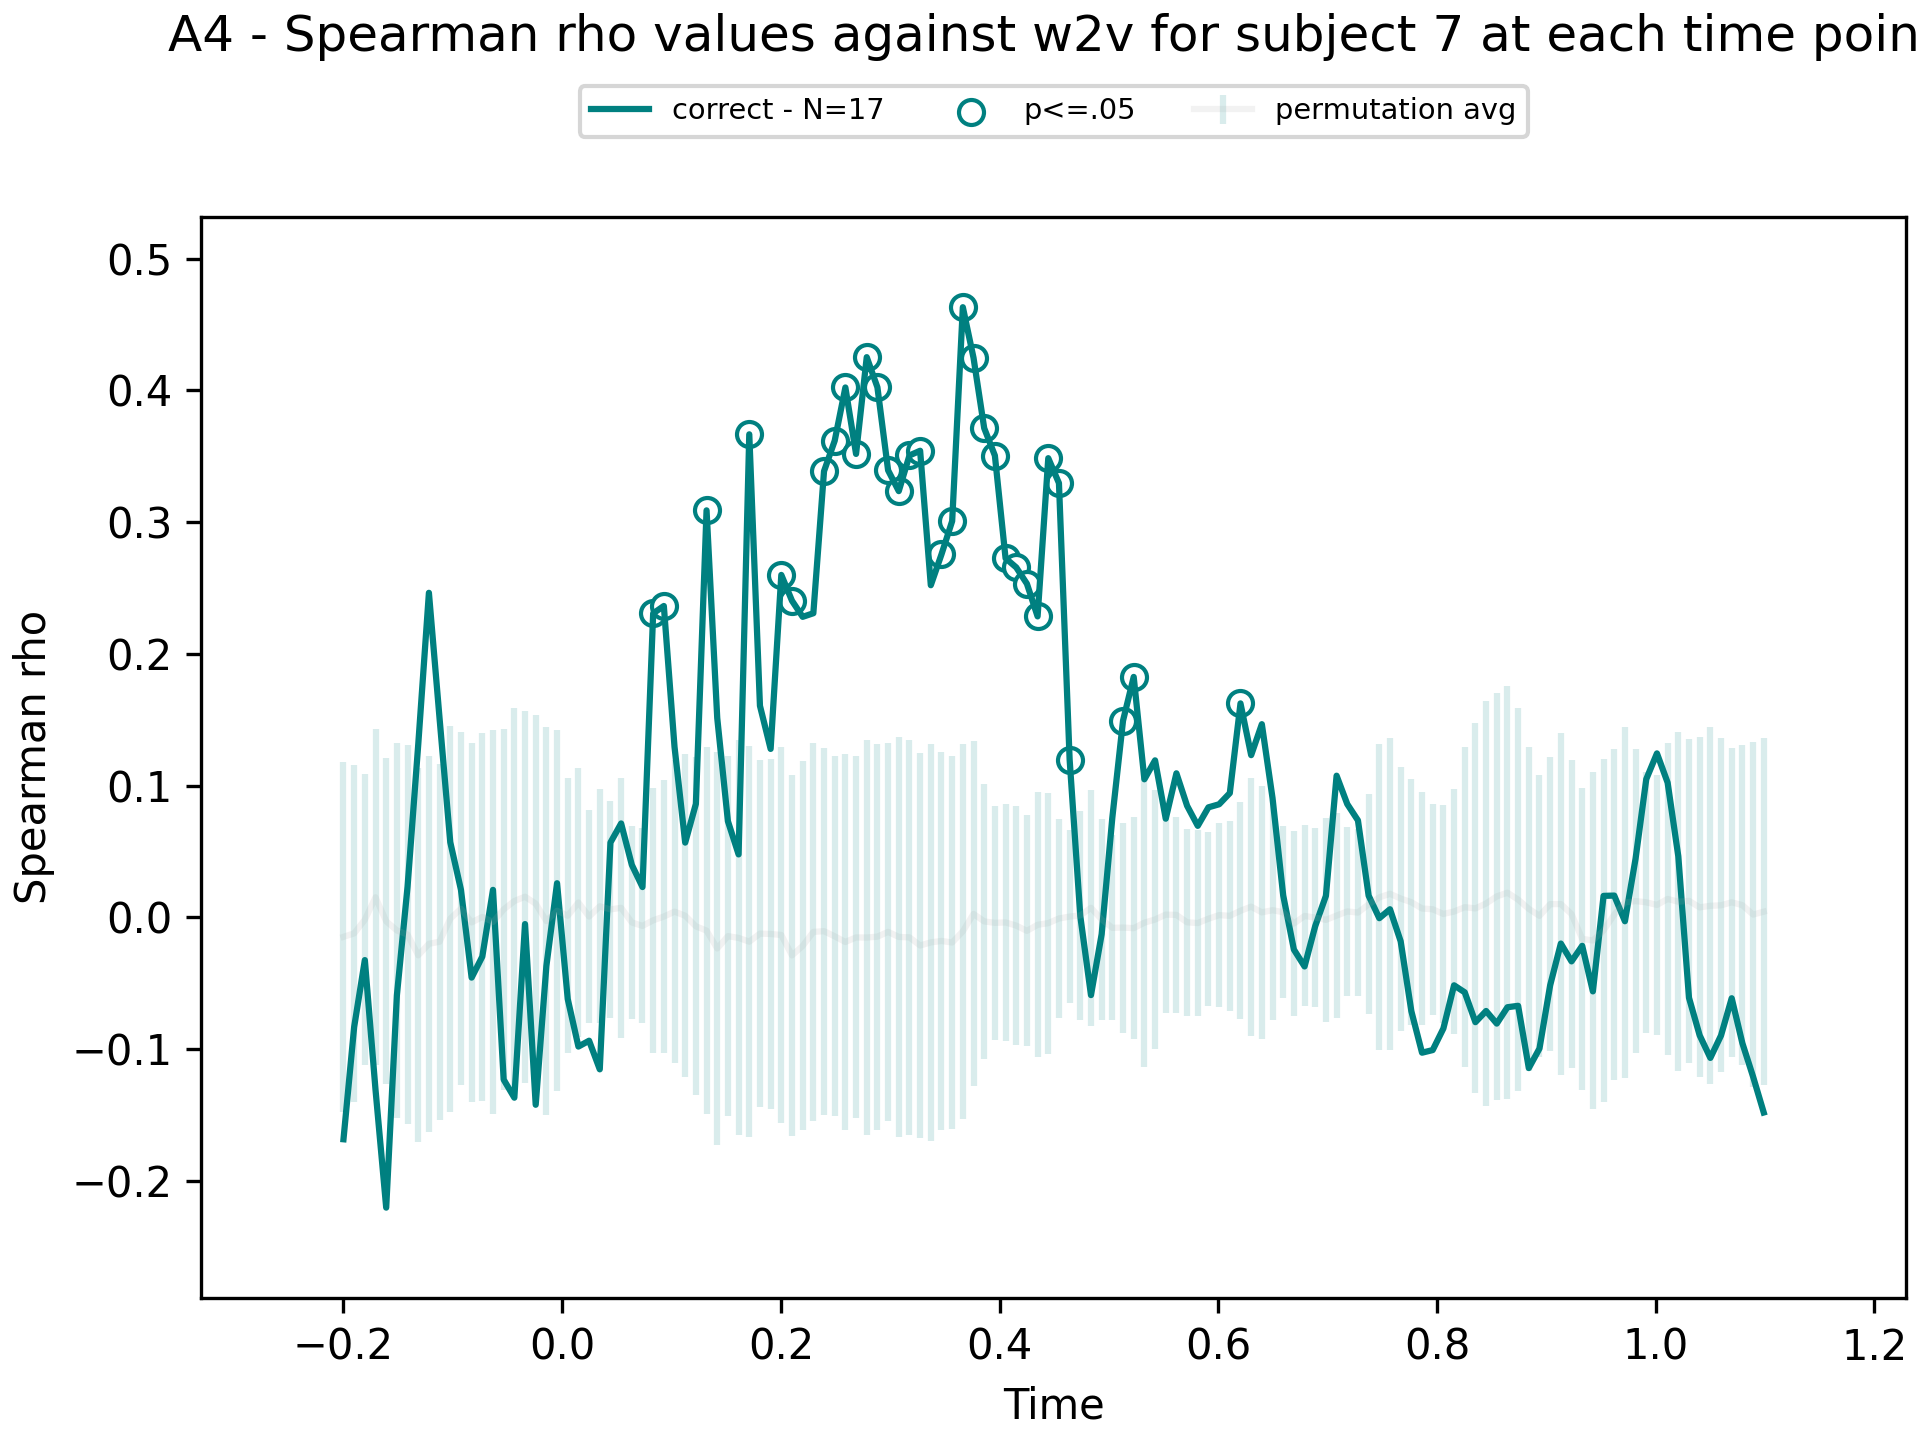 A4 - Spearman rho values against w2v for subject 7 at each time poin
correct - N=17
p<=.05
permutation avg
0.5
0.4
0.3
0.2
0.1
0.0
−0.1
−0.2
Spearman rho
−0.2
0.0
0.2
0.4
0.6
0.8
1.0
1.2
Time